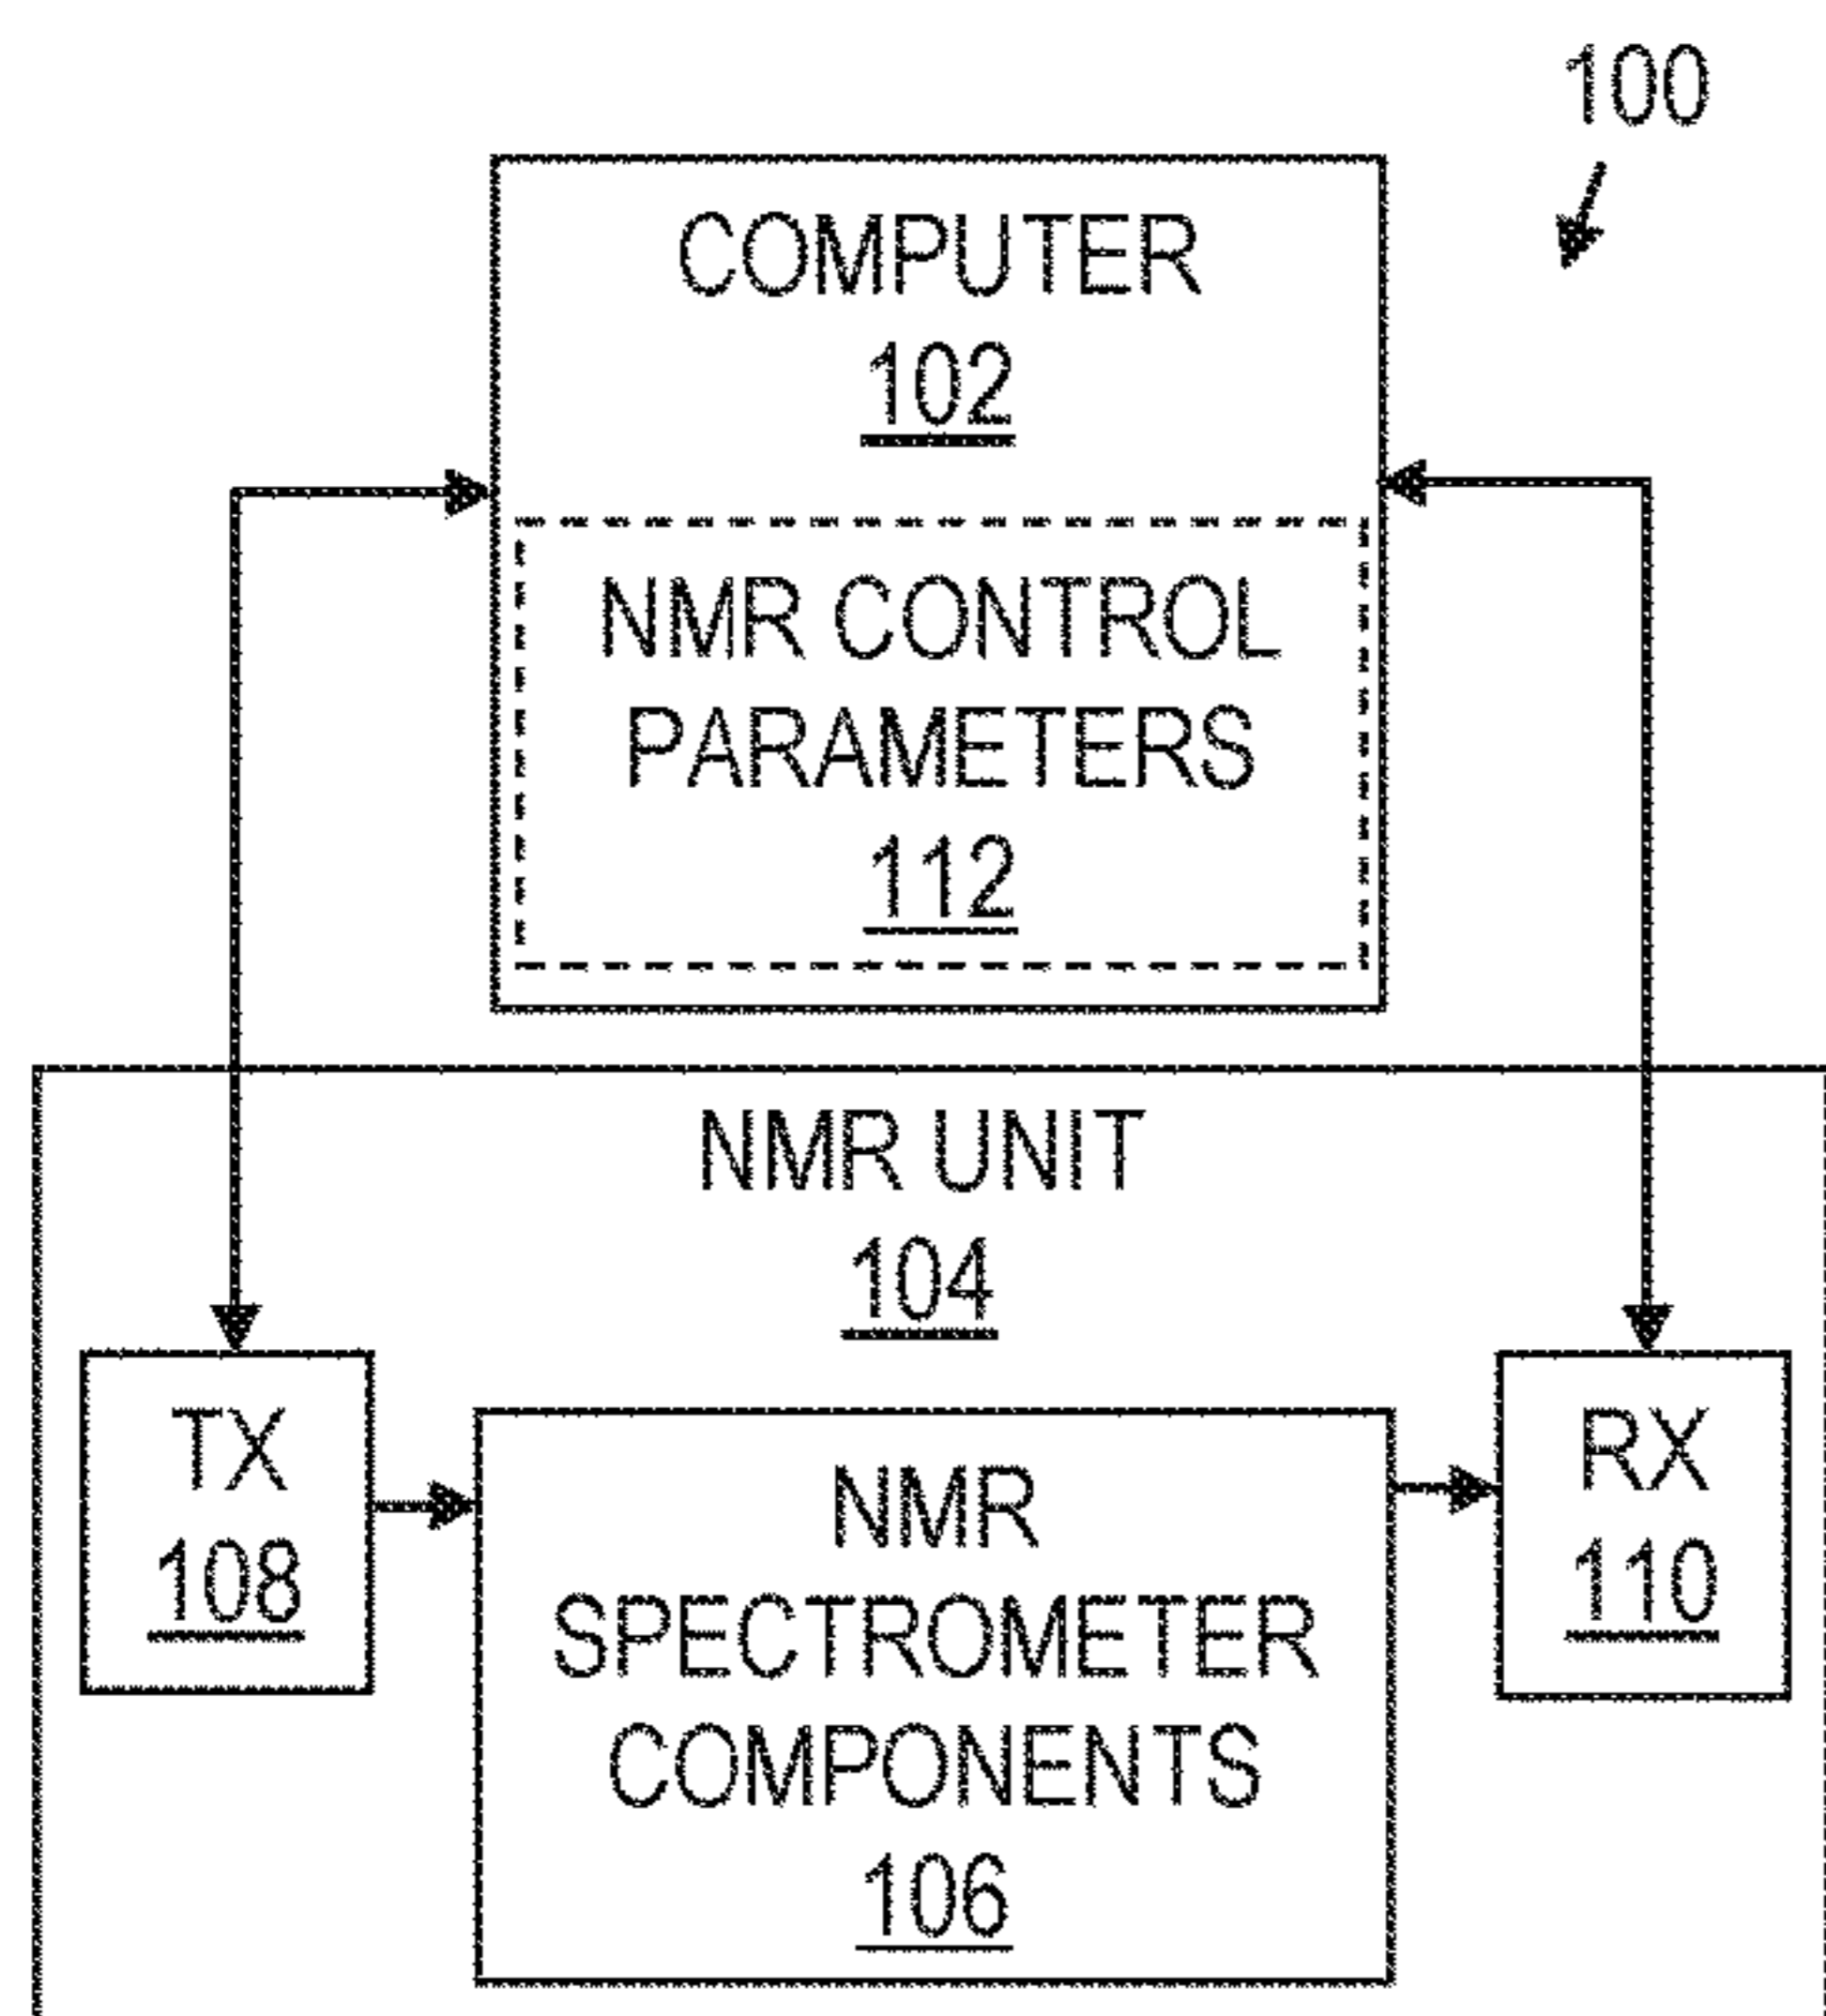 100
COMPUTER
102
NMR CONTROL
PARAMETERS
112
NMR UNIT
104
TX
108
NMR
SPECTROMETER
COMPONENTS
106
RX
110